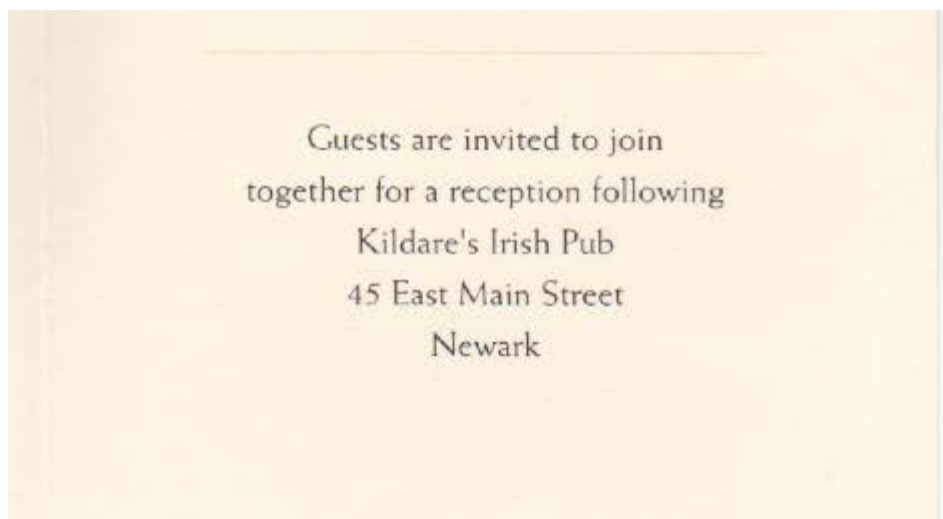 Guests are invited to join
together for a reception following
Kildare's Irish Pub
45 East Main Street
Newark